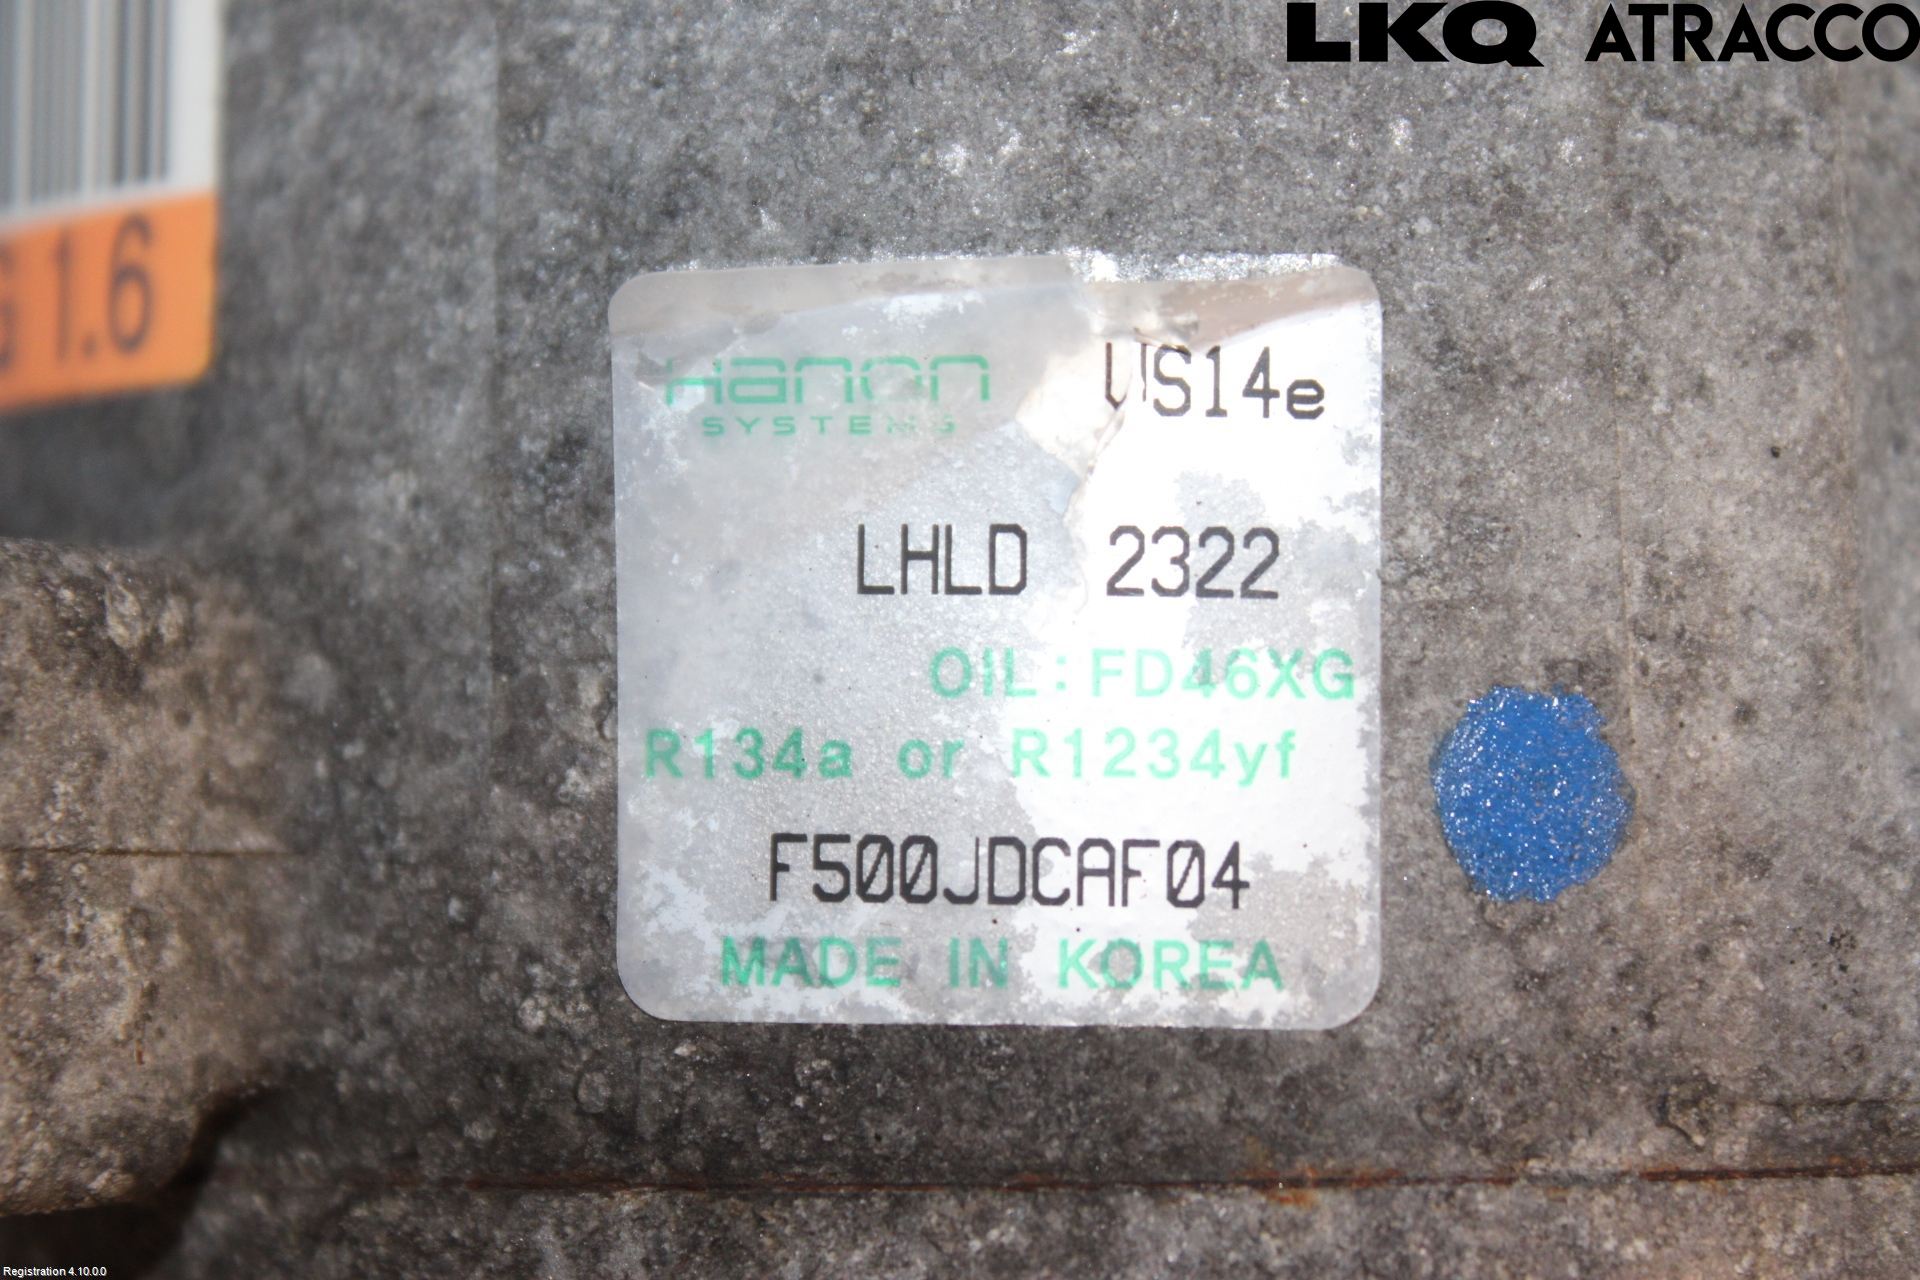 LKQ ATRACCO
G 1.6
Hanon VS14e
SYSTEMS
LHLD 2322
OIL: FD46XG
R134a or R1234yf
F500JDCAF04
MADE IN KOREA
Registration 4.10.0.0